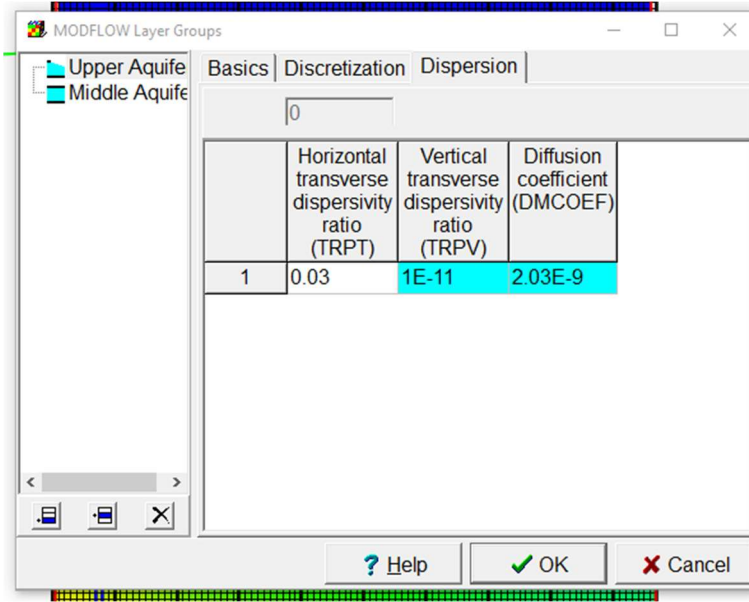 MODFLOW Layer Groups
Upper Aquife
Middle Aquife
Basics Discretization Dispersion
0
Horizontal transverse dispersivity ratio (TRPT)
Vertical transverse dispersivity ratio (TRPV)
Diffusion coefficient (DMCOEF)
1 0.03 1E-11 2.03E-9
? Help OK Cancel